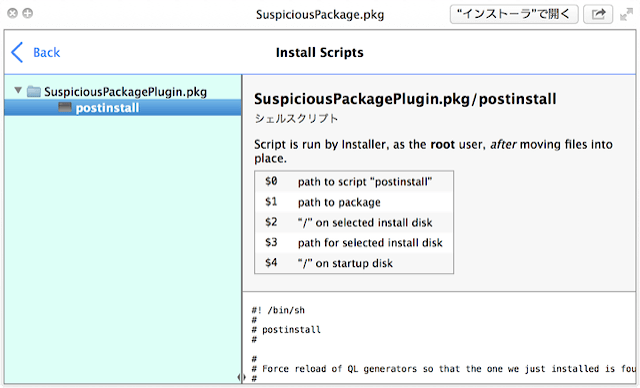 SuspiciousPackage.pkg
"インストーラ"で開く
Back
Install Scripts
SuspiciousPackagePlugin.pkg
postinstall
SuspiciousPackagePlugin.pkg/postinstall
シェルスクリプト
Script is run by Installer, as the root user, after moving files into
place.
$0 path to script "postinstall"
$1 path to package
$2 "/" on selected install disk
$3 path for selected install disk
$4 "/" on startup disk
#! /bin/sh
#
# postinstall
#
#
# Force reload of QL generators so that the one we just installed is fou
#